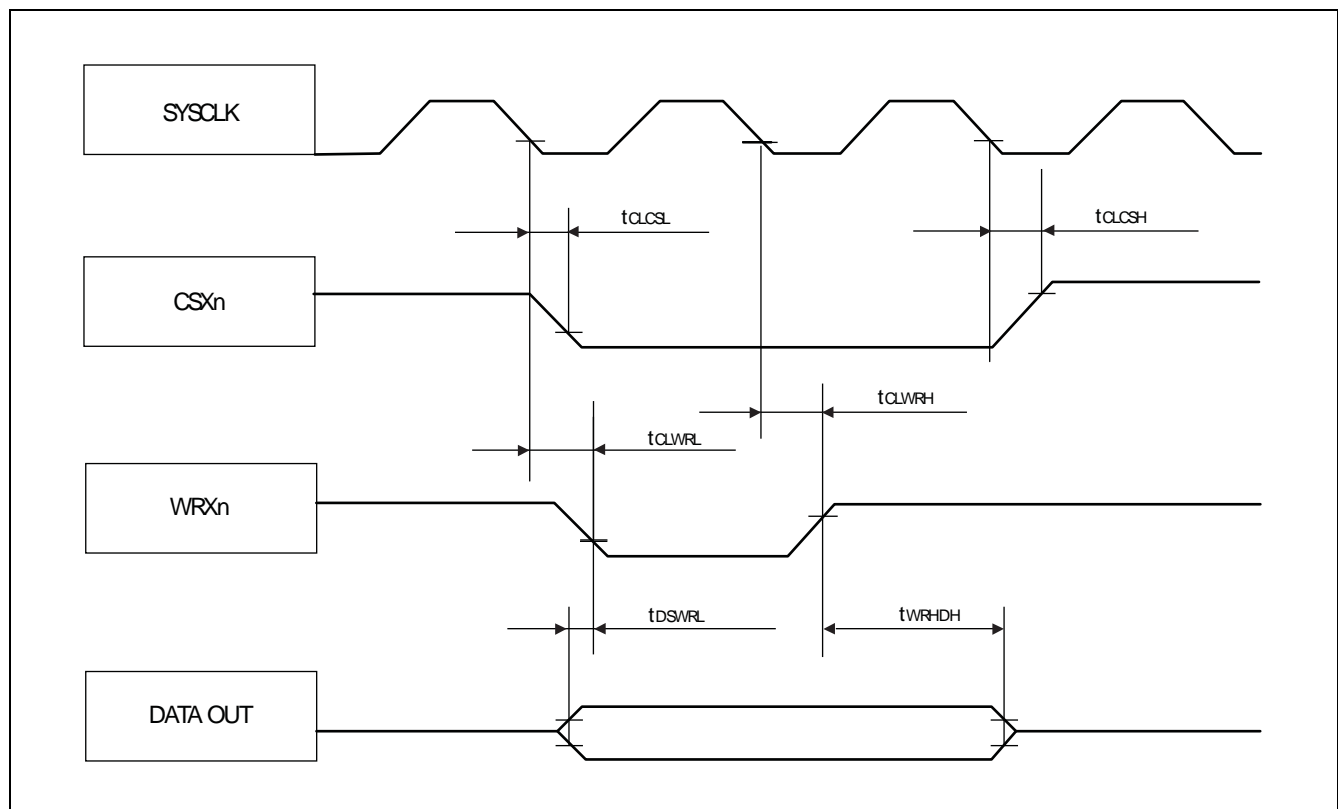 SYSCLK
tCLCSL
tCLCSH
CSXn
tCLWRH
tCLWRL
WRXn
tDSWRL
tWRHDH
DATA OUT